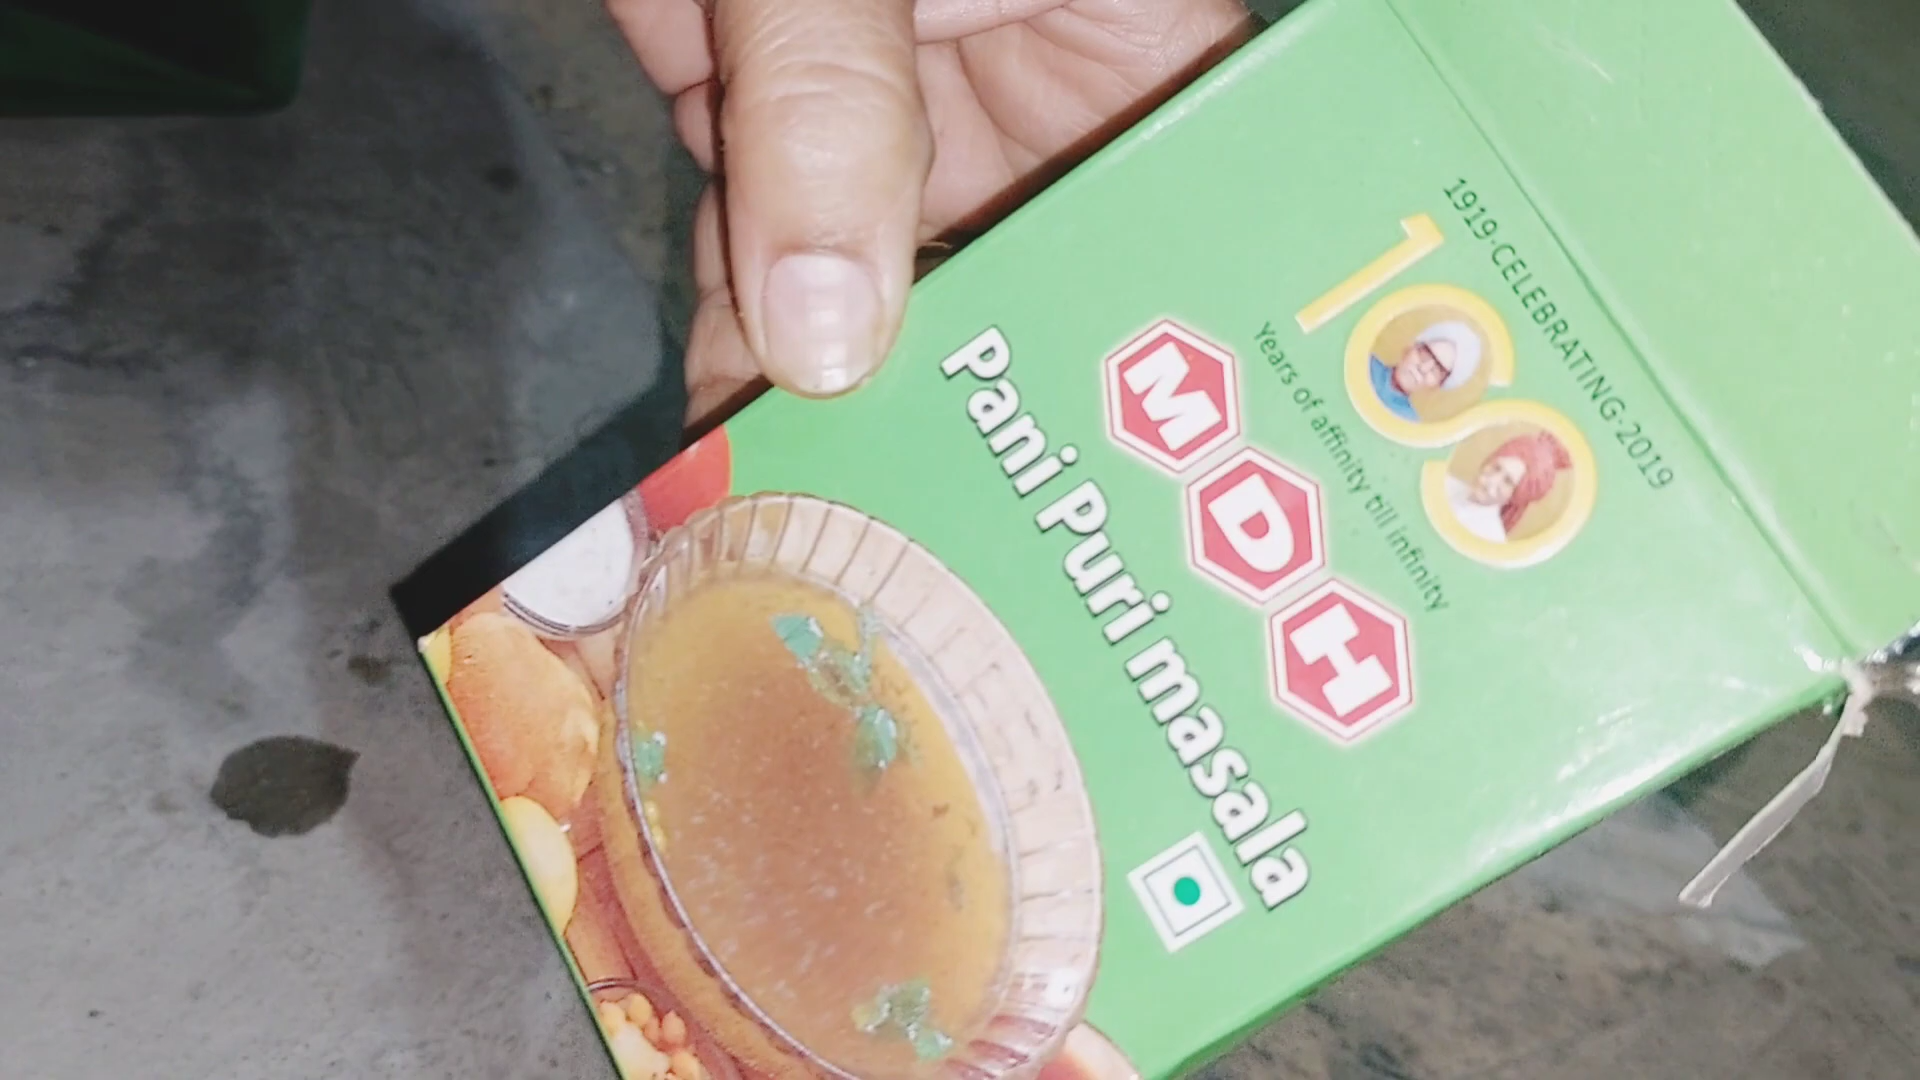 1919·CELEBRATING·2019
100
Years of affinity till infinity
MDH
Pani Puri masala